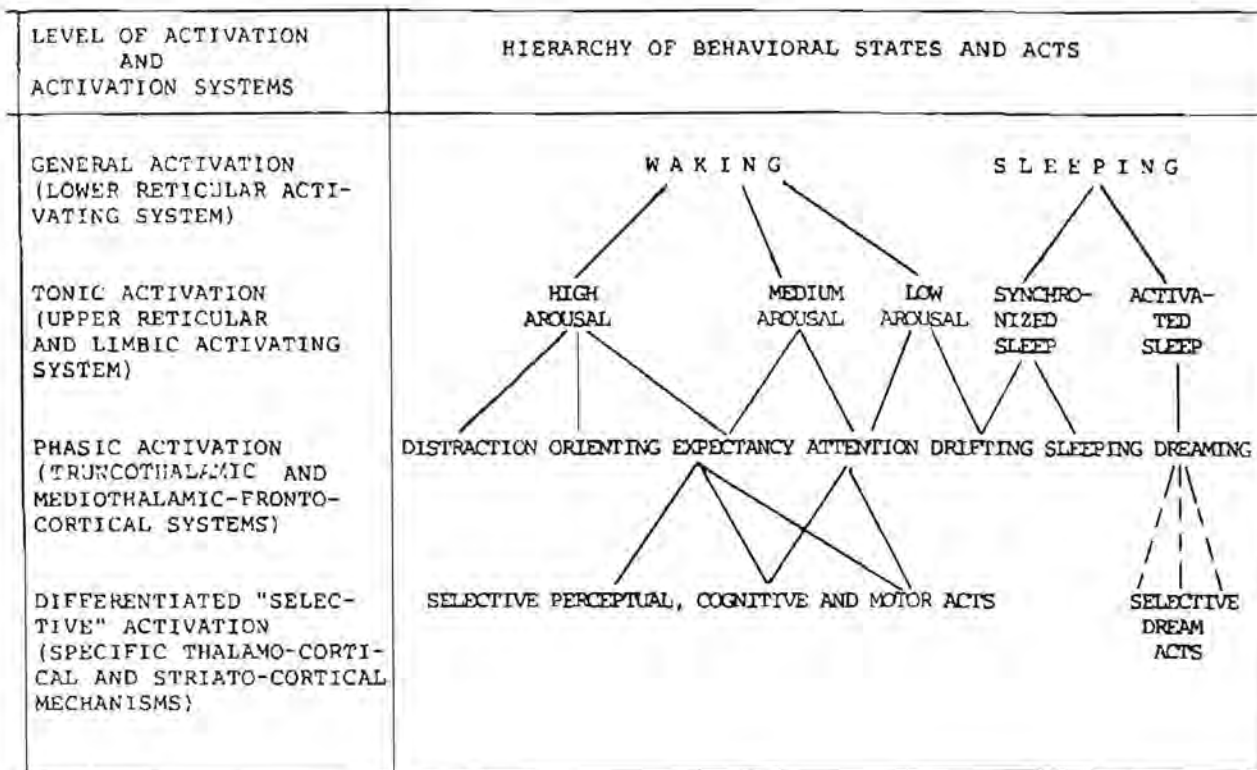 LEVEL OF ACTIVATION
AND
ACTIVATION SYSTEMS
HIERARCHY OF BEHAVIORAL STATES AND ACTS
GENERAL ACTIVATION
(LOWER RETICULAR ACTI-
VATING SYSTEM)
WAKING SLEEPING
TONIC ACTIVATION
(UPPER RETICULAR
AND LIMBIC ACTIVATING
SYSTEM)
HIGH
AROUSAL
MEDIUM
AROUSAL
LOW
AROUSAL
SYNCHRO-
NIZED
SLEEP
ACTIVA-
TED
SLEEP
PHASIC ACTIVATION
(TRUNCOTHALAMIC AND
MEDIOTHALAMIC-FRONTO-
CORTICAL SYSTEMS)
DISTRACTION ORIENTING EXPECTANCY ATTENTION DRIFTING SLEEPING DREAMING
DIFFERENTIATED "SELEC-
TIVE" ACTIVATION
(SPECIFIC THALAMO-CORTI-
CAL AND STRIATO-CORTICAL
MECHANISMS)
SELECTIVE PERCEPTUAL, COGNITIVE AND MOTOR ACTS
SELECTIVE
DREAM
ACTS